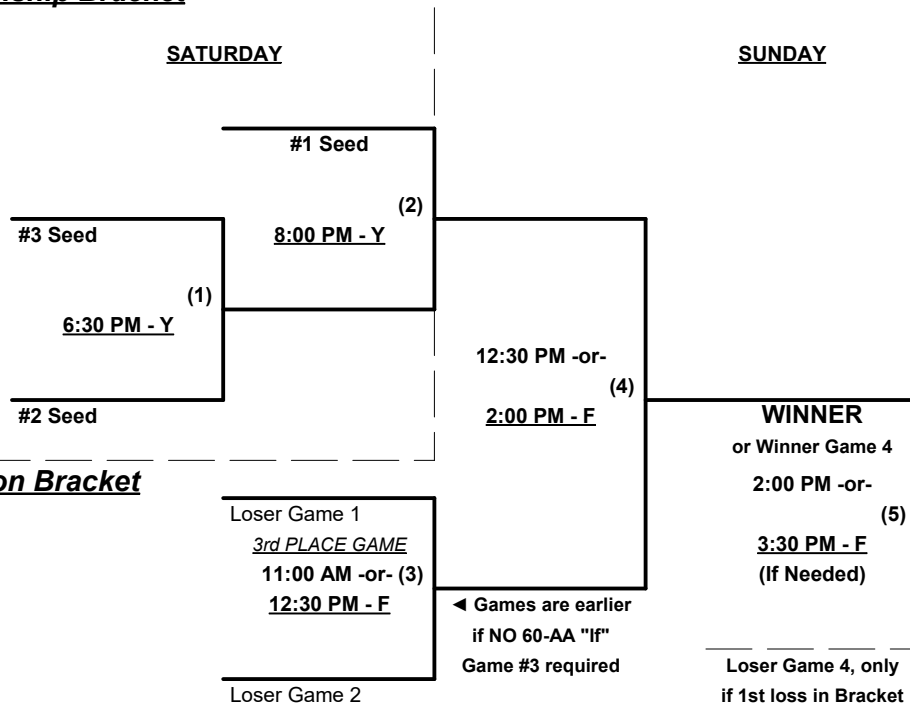 SATURDAY
SUNDAY
#1 Seed
(2)
8:00 PM - Y
#3 Seed
(1)
6:30 PM - Y
#2 Seed
12:30 PM -or-
(4)
2:00 PM - F
WINNER
or Winner Game 4
2:00 PM -or-
(5)
3:30 PM - F
(If Needed)
Loser Game 4, only
if 1st loss in Bracket
Bracket
Loser Game 1
3rd PLACE GAME
11:00 AM -or- (3)
12:30 PM - F
Loser Game 2
◄ Games are earlier
if NO 60-AA "If"
Game #3 required